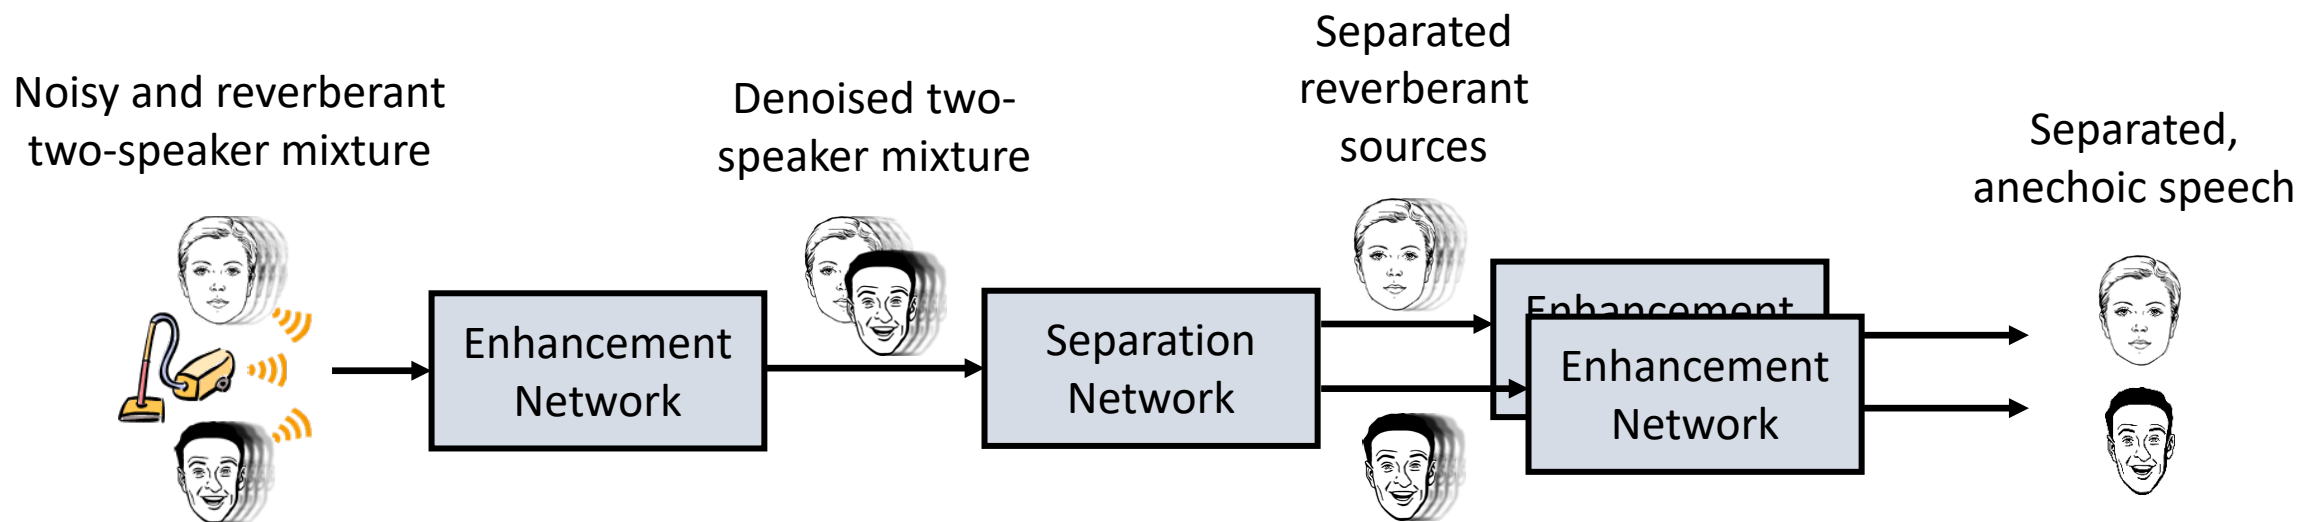 Noisy and reverberant
two-speaker mixture
Denoised two-
speaker mixture
Separated
reverberant
sources
Separated,
anechoic speech
Enhancement
Network
Separation
Network
Enhancement
Enhancement
Network